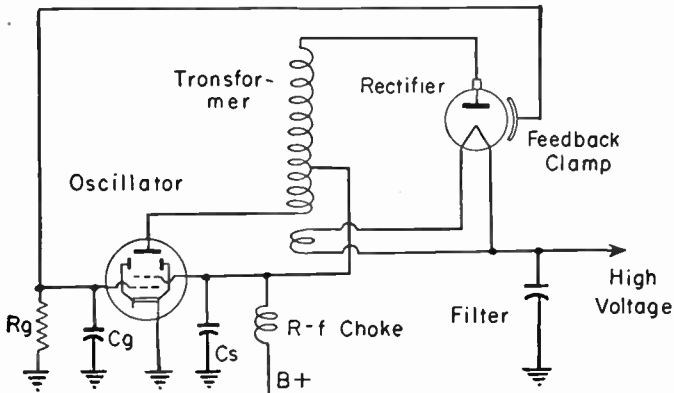 Transfor-
mer
Rectifier
Feedback
Clamp
Oscillator
High
Voltage
Filter
R-f Choke
Rg
Cg
Cs
B+